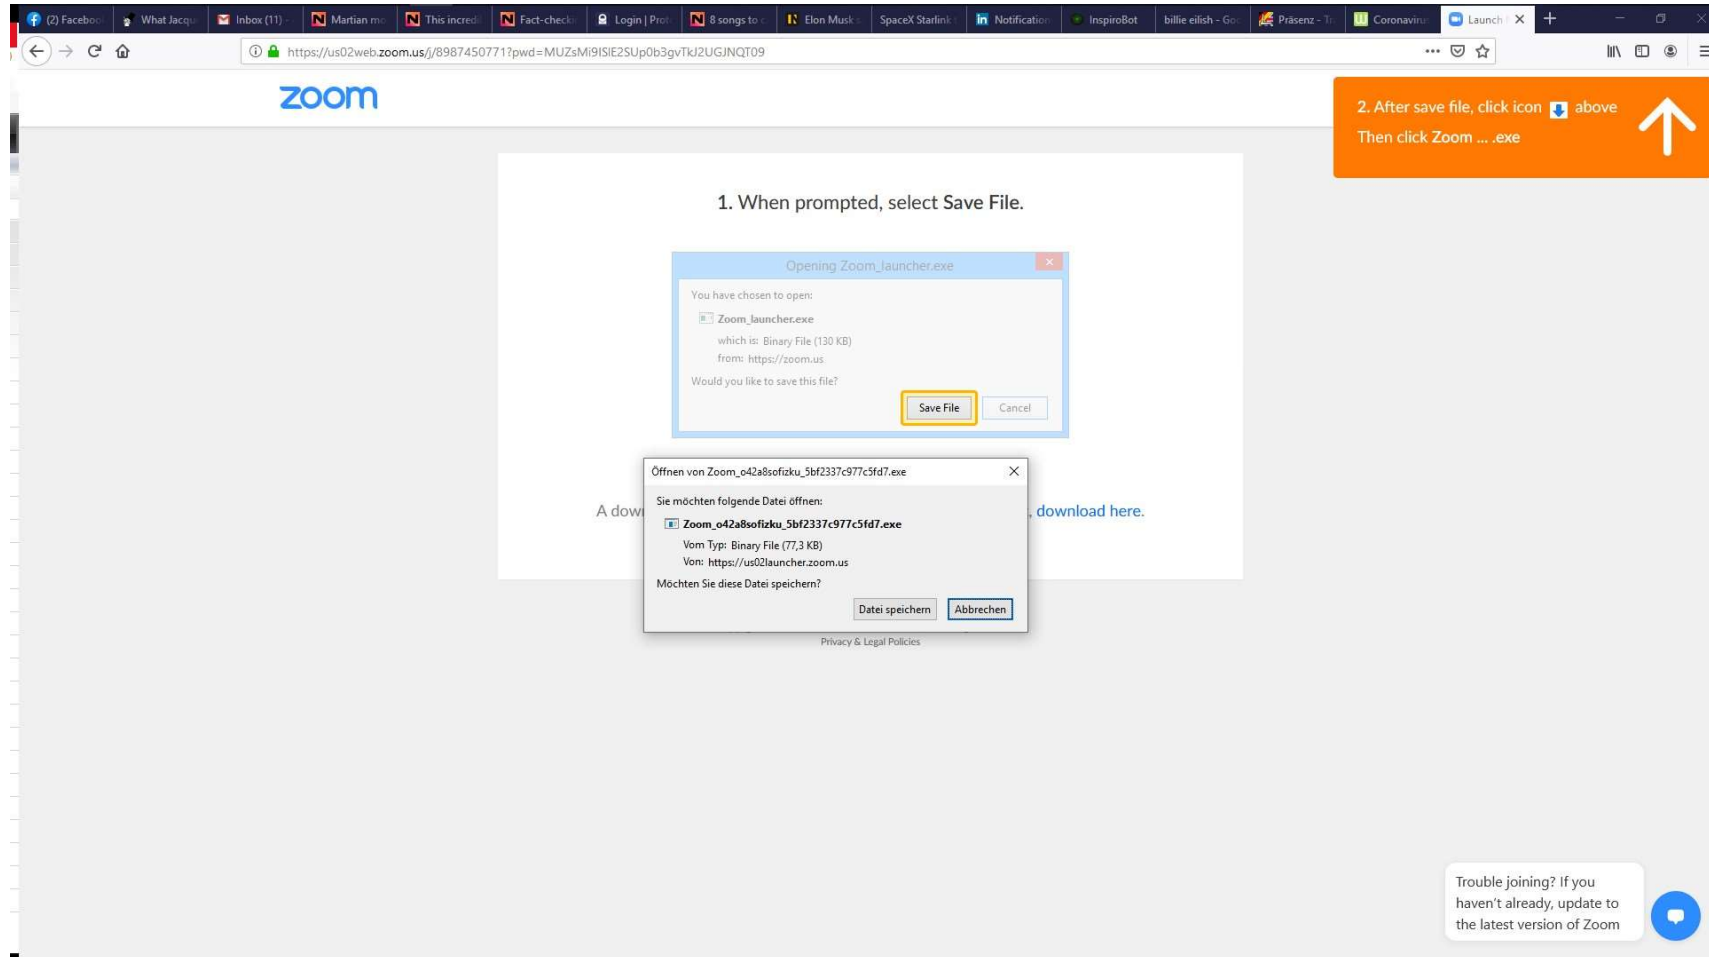 (2) Faceboo
What Jacqu
Inbox (11) -
Martian mo
This incredi
Fact-checki
Login | Prot
8 songs to c
Elon Musk s
SpaceX Starlink
Notification
InspiroBot
billie eilish - Goo
Präsenz - Tr
Coronaviru
Launch
https://us02web.zoom.us/j/8987450771?pwd=MUZsMi9ISlE2SUp0b3gvTkJ2UGJNQT09
zoom
2. After save file, click icon above
Then click Zoom ... .exe
1. When prompted, select Save File.
Opening Zoom_launcher.exe
You have chosen to open:
Zoom_launcher.exe
which is: Binary File (130 KB)
from: https://zoom.us
Would you like to save this file?
Save File Cancel
Öffnen von Zoom_o42a8sofizku_5bf2337c977c5fd7.exe
Sie möchten folgende Datei öffnen:
A dow , download here.
Zoom_o42a8sofizku_5bf2337c977c5fd7.exe
Vom Typ: Binary File (77,3 KB)
Von: https://us02launcher.zoom.us
Möchten Sie diese Datei speichern?
Datei speichern Abbrechen
Privacy & Legal Policies
Trouble joining? If you
haven't already, update to
the latest version of Zoom